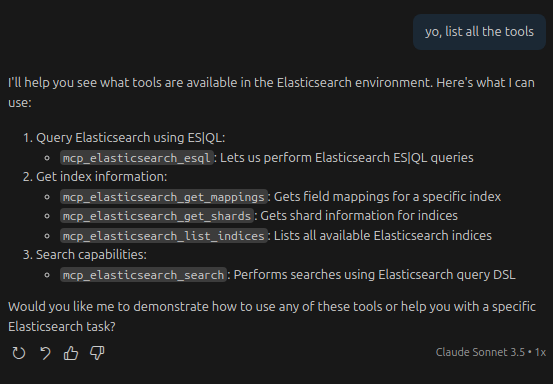 yo, list all the tools
I'll help you see what tools are available in the Elasticsearch environment. Here's what I can
use:
1. Query Elasticsearch using ES|QL:
• mcp_elasticsearch_esql: Lets us perform Elasticsearch ES|QL queries
2. Get index information:
• mcp_elasticsearch_get_mappings: Gets field mappings for a specific index
• mcp_elasticsearch_get_shards: Gets shard information for indices
• mcp_elasticsearch_list_indices: Lists all available Elasticsearch indices
3. Search capabilities:
• mcp_elasticsearch_search: Performs searches using Elasticsearch query DSL
Would you like me to demonstrate how to use any of these tools or help you with a specific
Elasticsearch task?
Claude Sonnet 3.5 • 1x